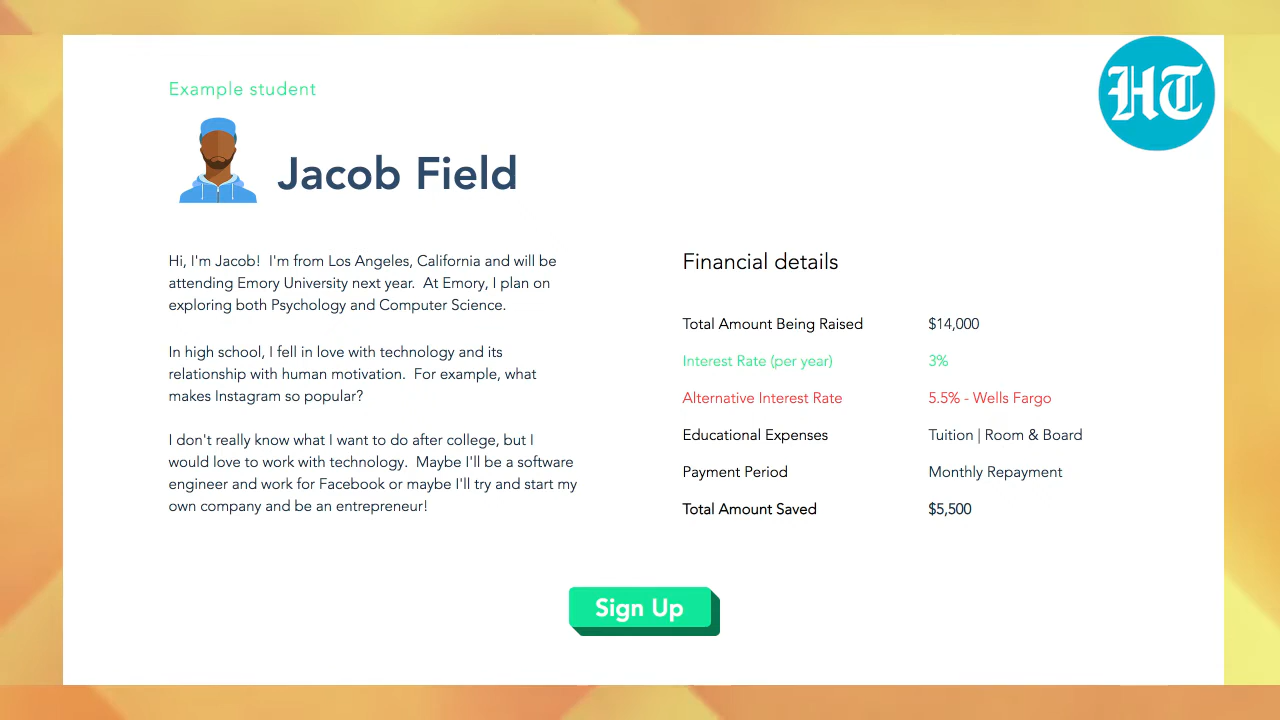 HT
Example student
Jacob Field
Hi, I'm Jacob!  I'm from Los Angeles, California and will be
attending Emory University next year.  At Emory, I plan on
exploring both Psychology and Computer Science.
In high school, I fell in love with technology and its
relationship with human motivation.  For example, what
makes Instagram so popular?
I don't really know what I want to do after college, but I
would love to work with technology.  Maybe I'll be a software
engineer and work for Facebook or maybe I'll try and start my
own company and be an entrepreneur!
Financial details
Total Amount Being Raised $14,000
Interest Rate (per year) 3%
Alternative Interest Rate 5.5% - Wells Fargo
Educational Expenses Tuition | Room & Board
Payment Period Monthly Repayment
Total Amount Saved $5,500
Sign Up